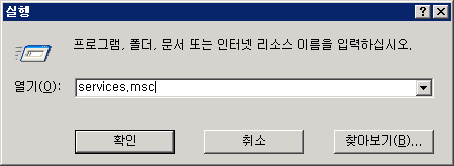 실행
프로그램, 폴더, 문서 또는 인터넷 리소스 이름을 입력하십시오.
열기(O): services.msc
확인 취소 찾아보기(B)...